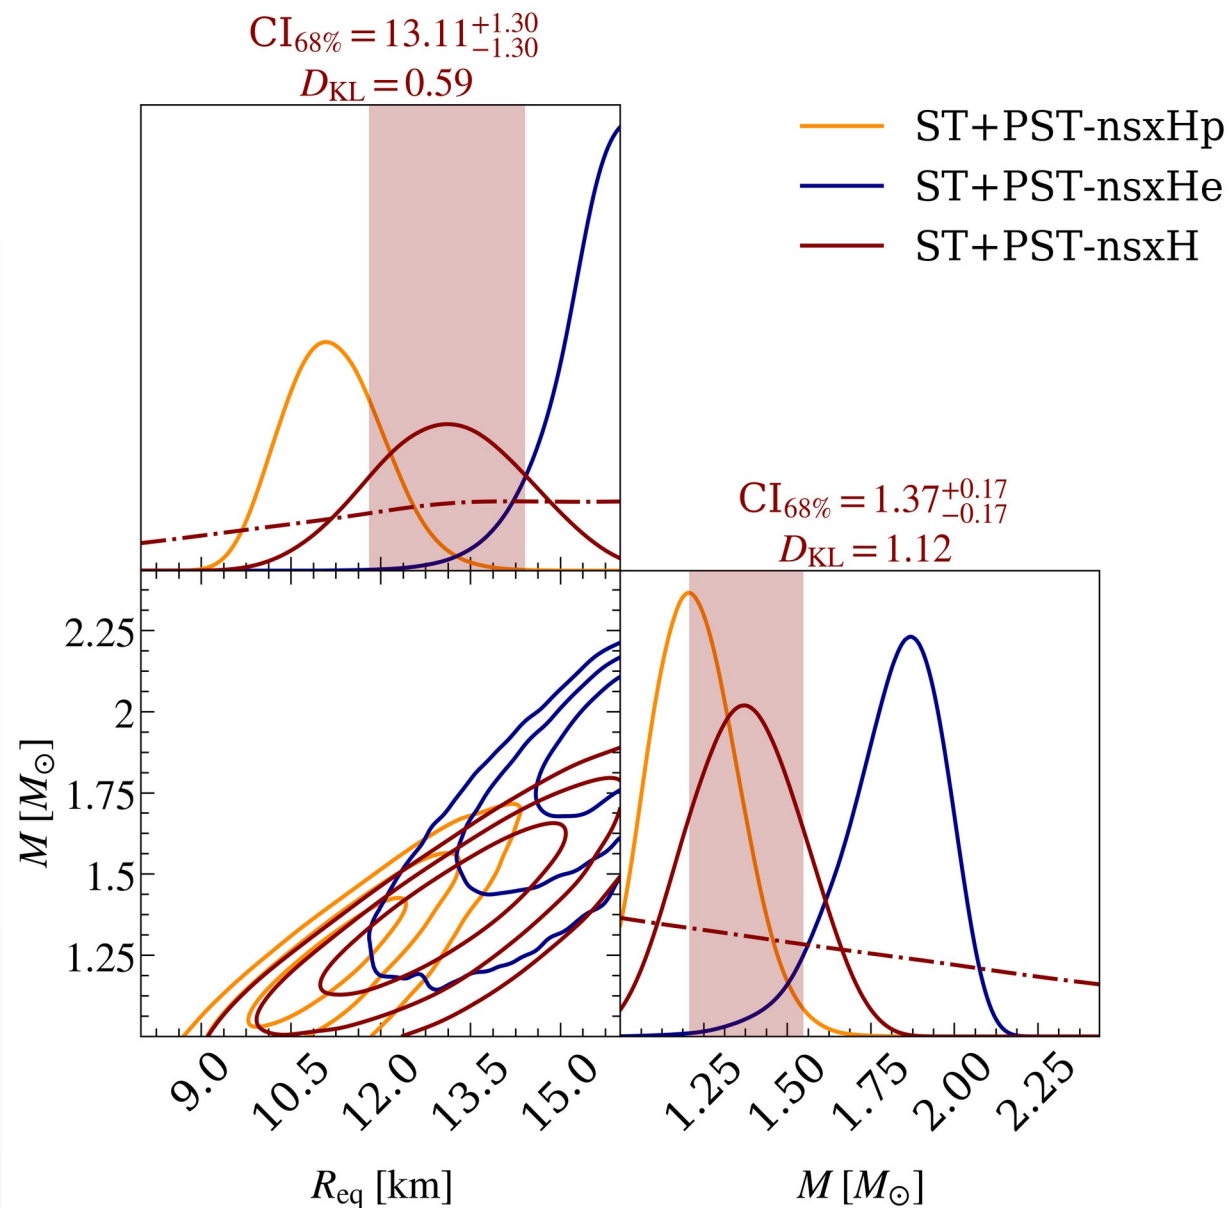 CI68% = 13.11+1.30−1.30
DKL = 0.59
ST+PST-nsxHp
ST+PST-nsxHe
ST+PST-nsxH
CI68% = 1.37+0.17−0.17
DKL = 1.12
2.25
2
1.75
1.5
1.25
M [M⊙]
9.0 10.5 12.0 13.5 15.0
1.25 1.50 1.75 2.00 2.25
Req [km]
M [M⊙]